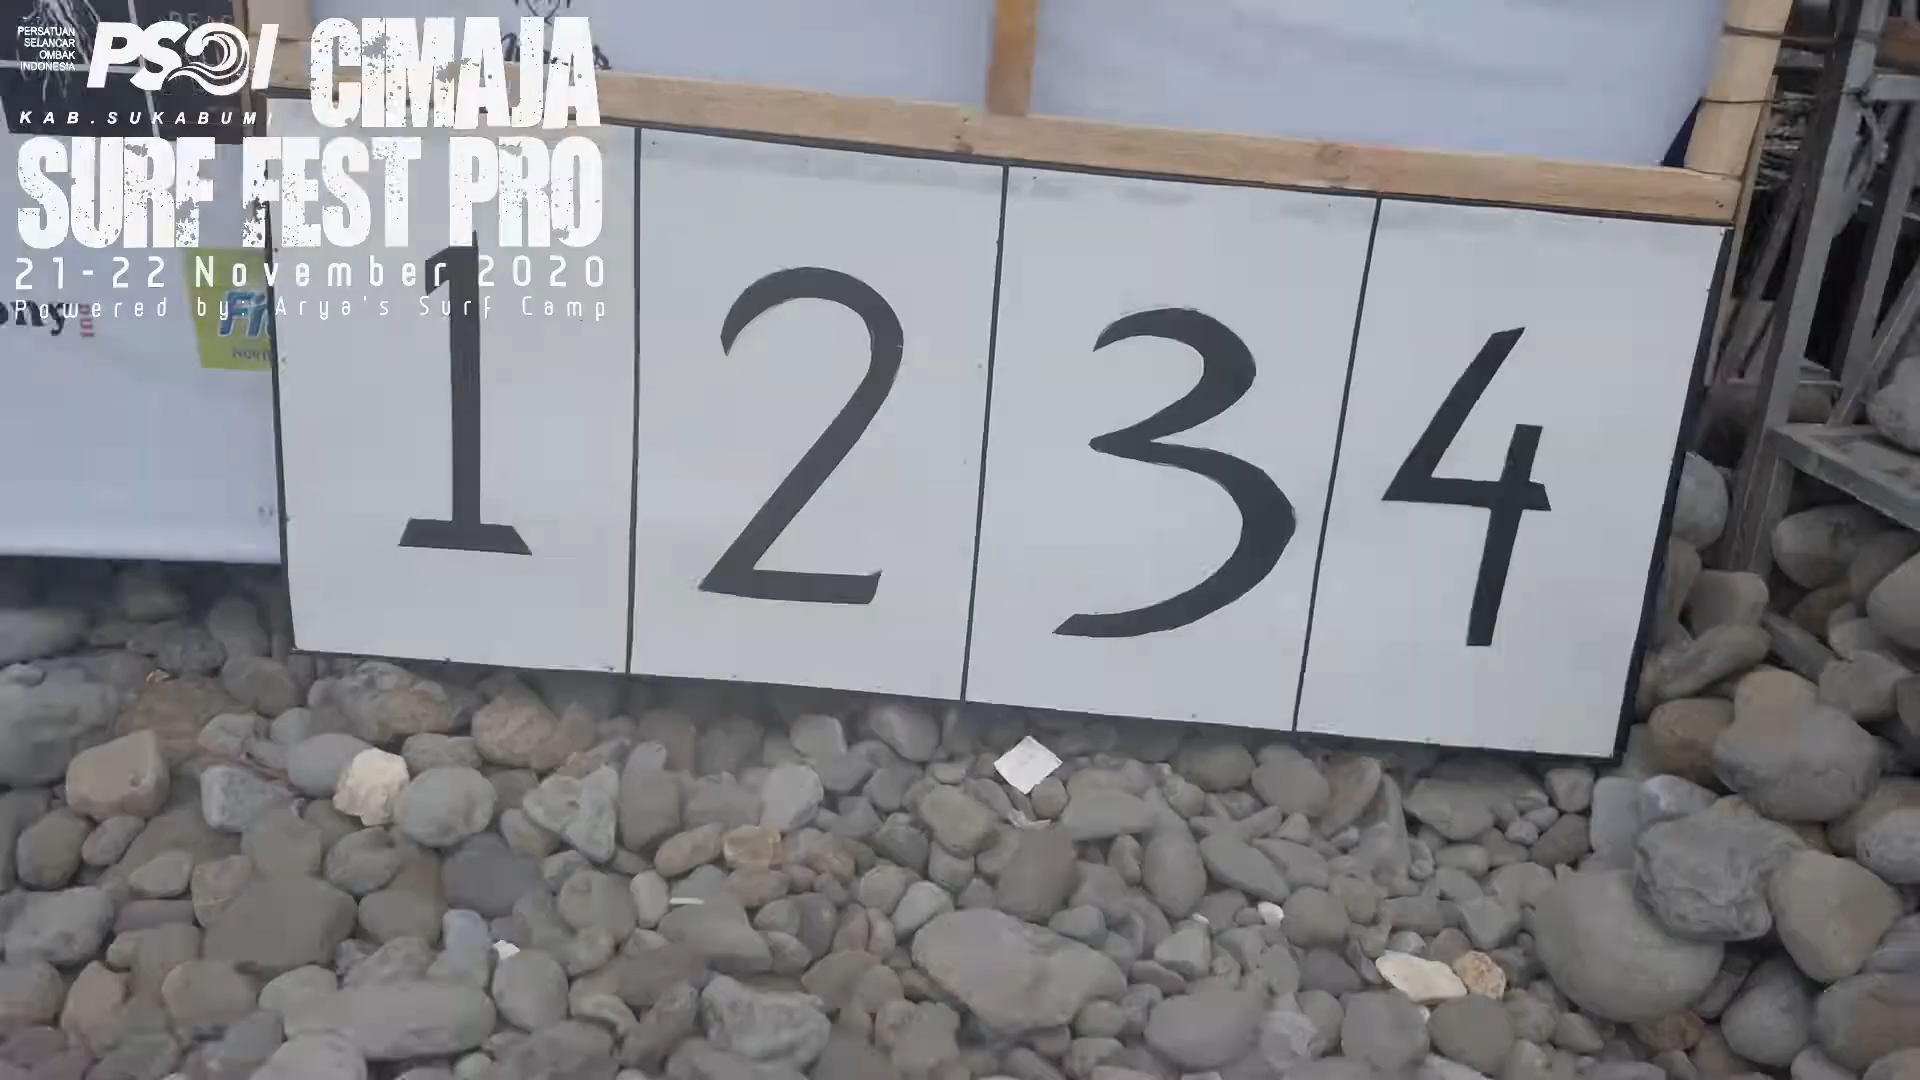 PERSATUAN
SELANCAR
OMBAK
INDONESIA
PSOI
KAB.SUKABUMI
CIMAJA
SURF FEST PRO
21-22 November 2020
Powered by: Arya's Surf Camp
1 2 3 4